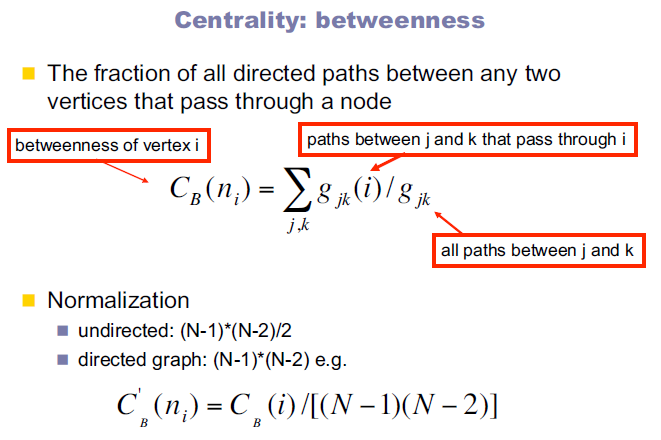 Centrality: betweenness
The fraction of all directed paths between any two
vertices that pass through a node
betweenness of vertex i
paths between j and k that pass through i
C_B(n_i) = ∑_{j,k} g_{jk}(i)/g_{jk}
all paths between j and k
Normalization
undirected: (N-1)*(N-2)/2
directed graph: (N-1)*(N-2) e.g.
C'_B(n_i) = C_B(i)/[(N – 1)(N – 2)]